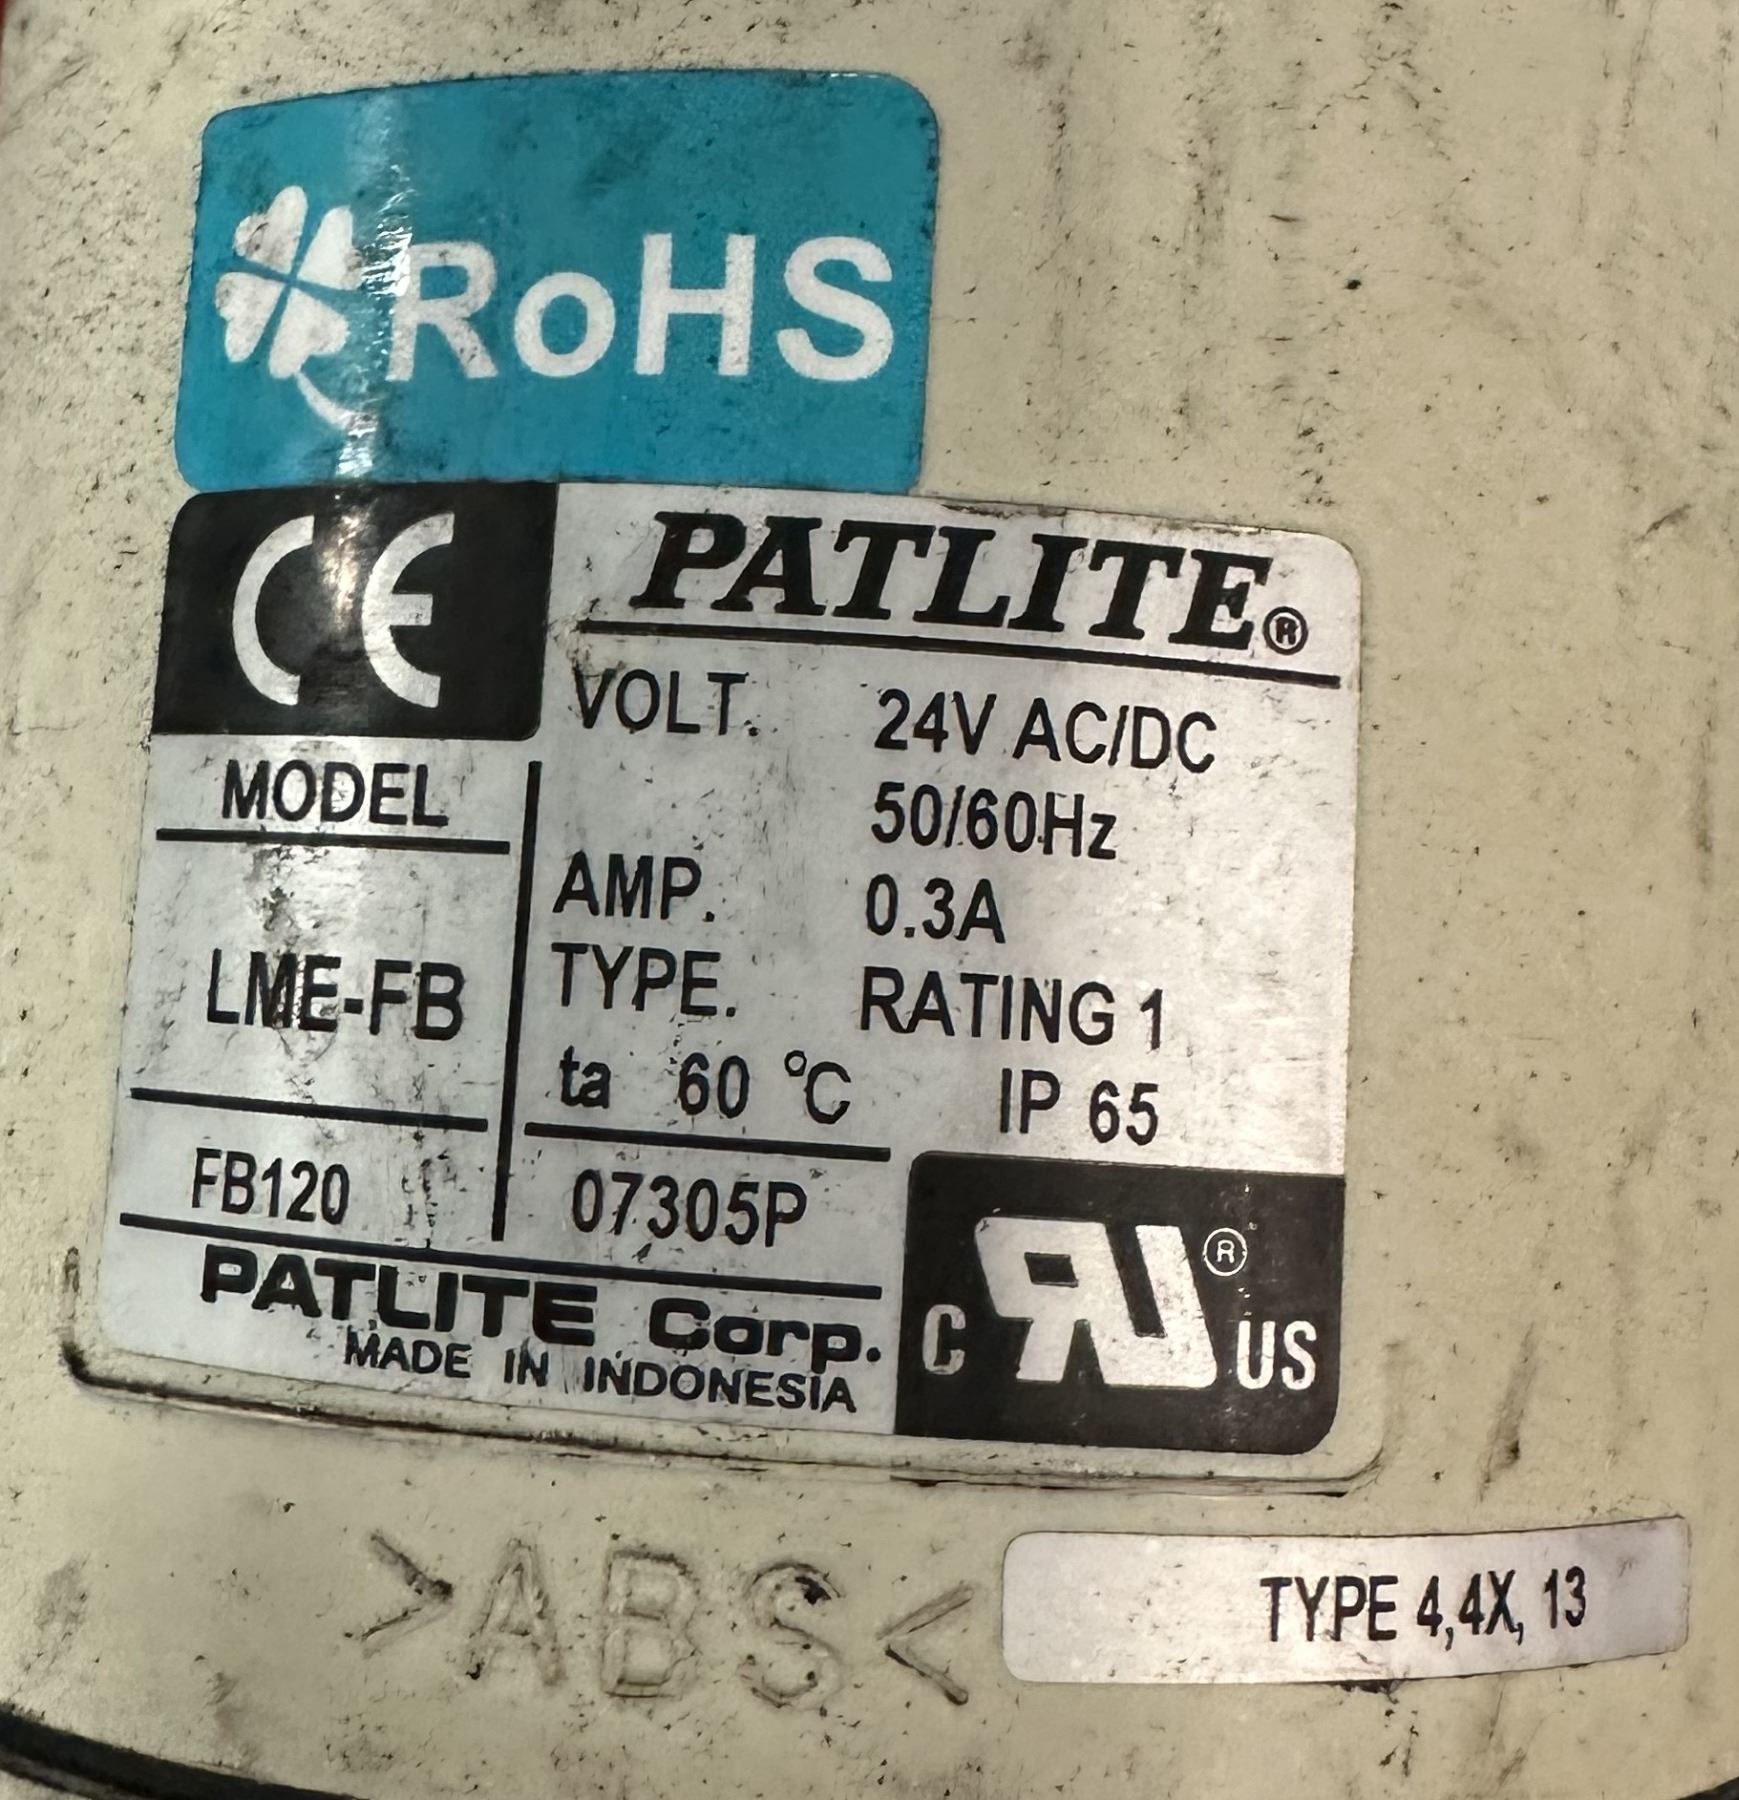 RoHS
CE
PATLITE®
VOLT. 24V AC/DC
50/60Hz
MODEL
AMP. 0.3A
LME-FB
TYPE. RATING 1
ta 60 °C IP 65
FB120
07305P
PATLITE Corp.
MADE IN INDONESIA
C RU® US
>ABS<
TYPE 4,4X, 13